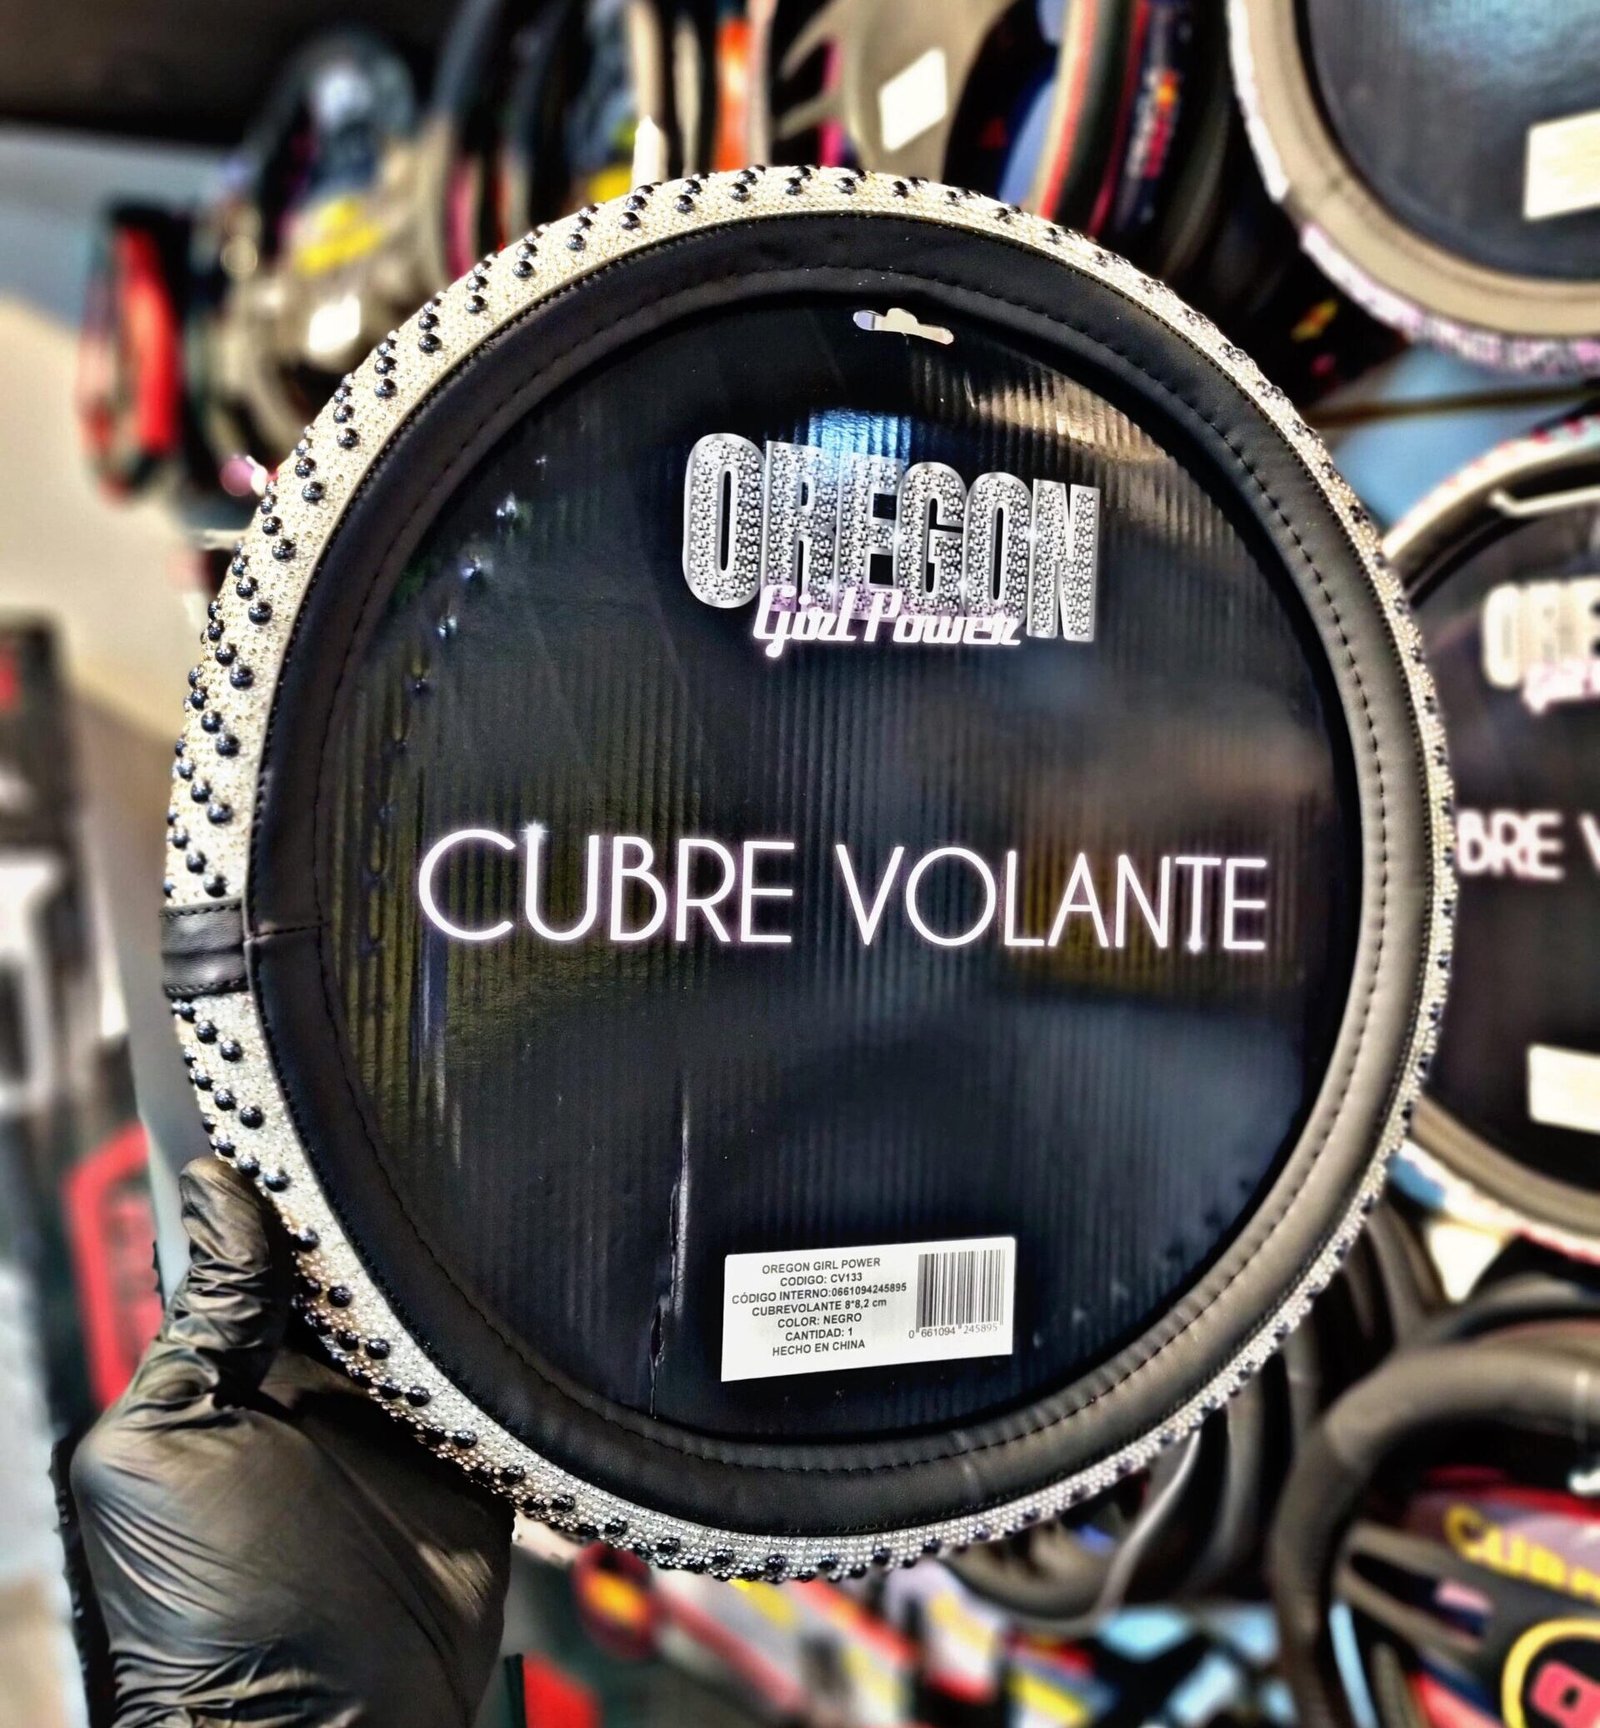 OREGON
Girl Power
CUBRE VOLANTE
BRE V
OREGON GIRL POWER
CODIGO: CV133
CÓDIGO INTERNO:0661094245895
CUBREVOLANTE 8*8,2 cm
COLOR: NEGRO
CANTIDAD: 1
HECHO EN CHINA
0 661094 245895